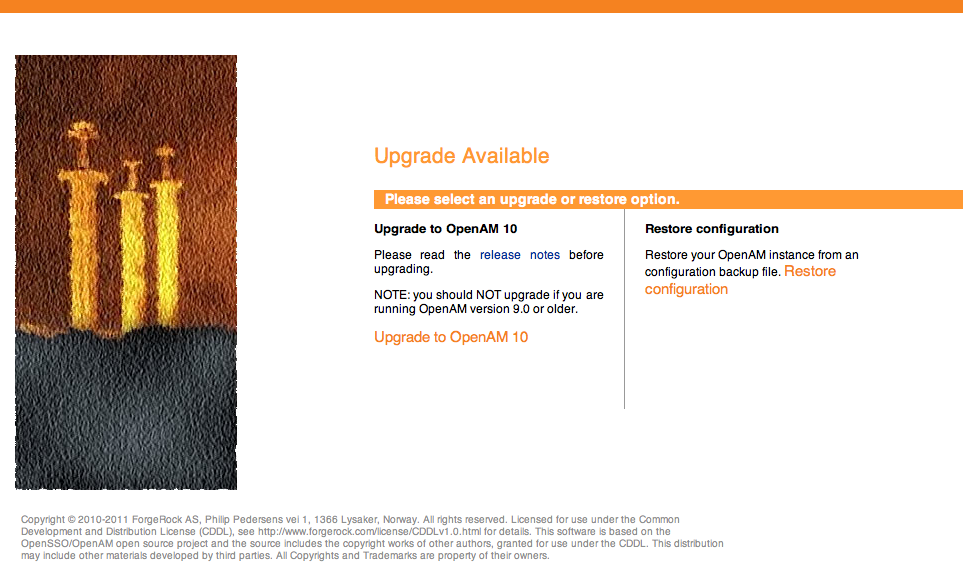 Upgrade Available
Please select an upgrade or restore option.
Upgrade to OpenAM 10
Please read the release notes before
upgrading.
NOTE: you should NOT upgrade if you are
running OpenAM version 9.0 or older.
Upgrade to OpenAM 10
Restore configuration
Restore your OpenAM instance from an
configuration backup file. Restore
configuration
Copyright © 2010-2011 ForgeRock AS, Philip Pedersens vei 1, 1366 Lysaker, Norway. All rights reserved. Licensed for use under the Common
Development and Distribution License (CDDL), see http://www.forgerock.com/license/CDDLv1.0.html for details. This software is based on the
OpenSSO/OpenAM open source project and the source includes the copyright works of other authors, granted for use under the CDDL. This distribution
may include other materials developed by third parties. All Copyrights and Trademarks are property of their owners.